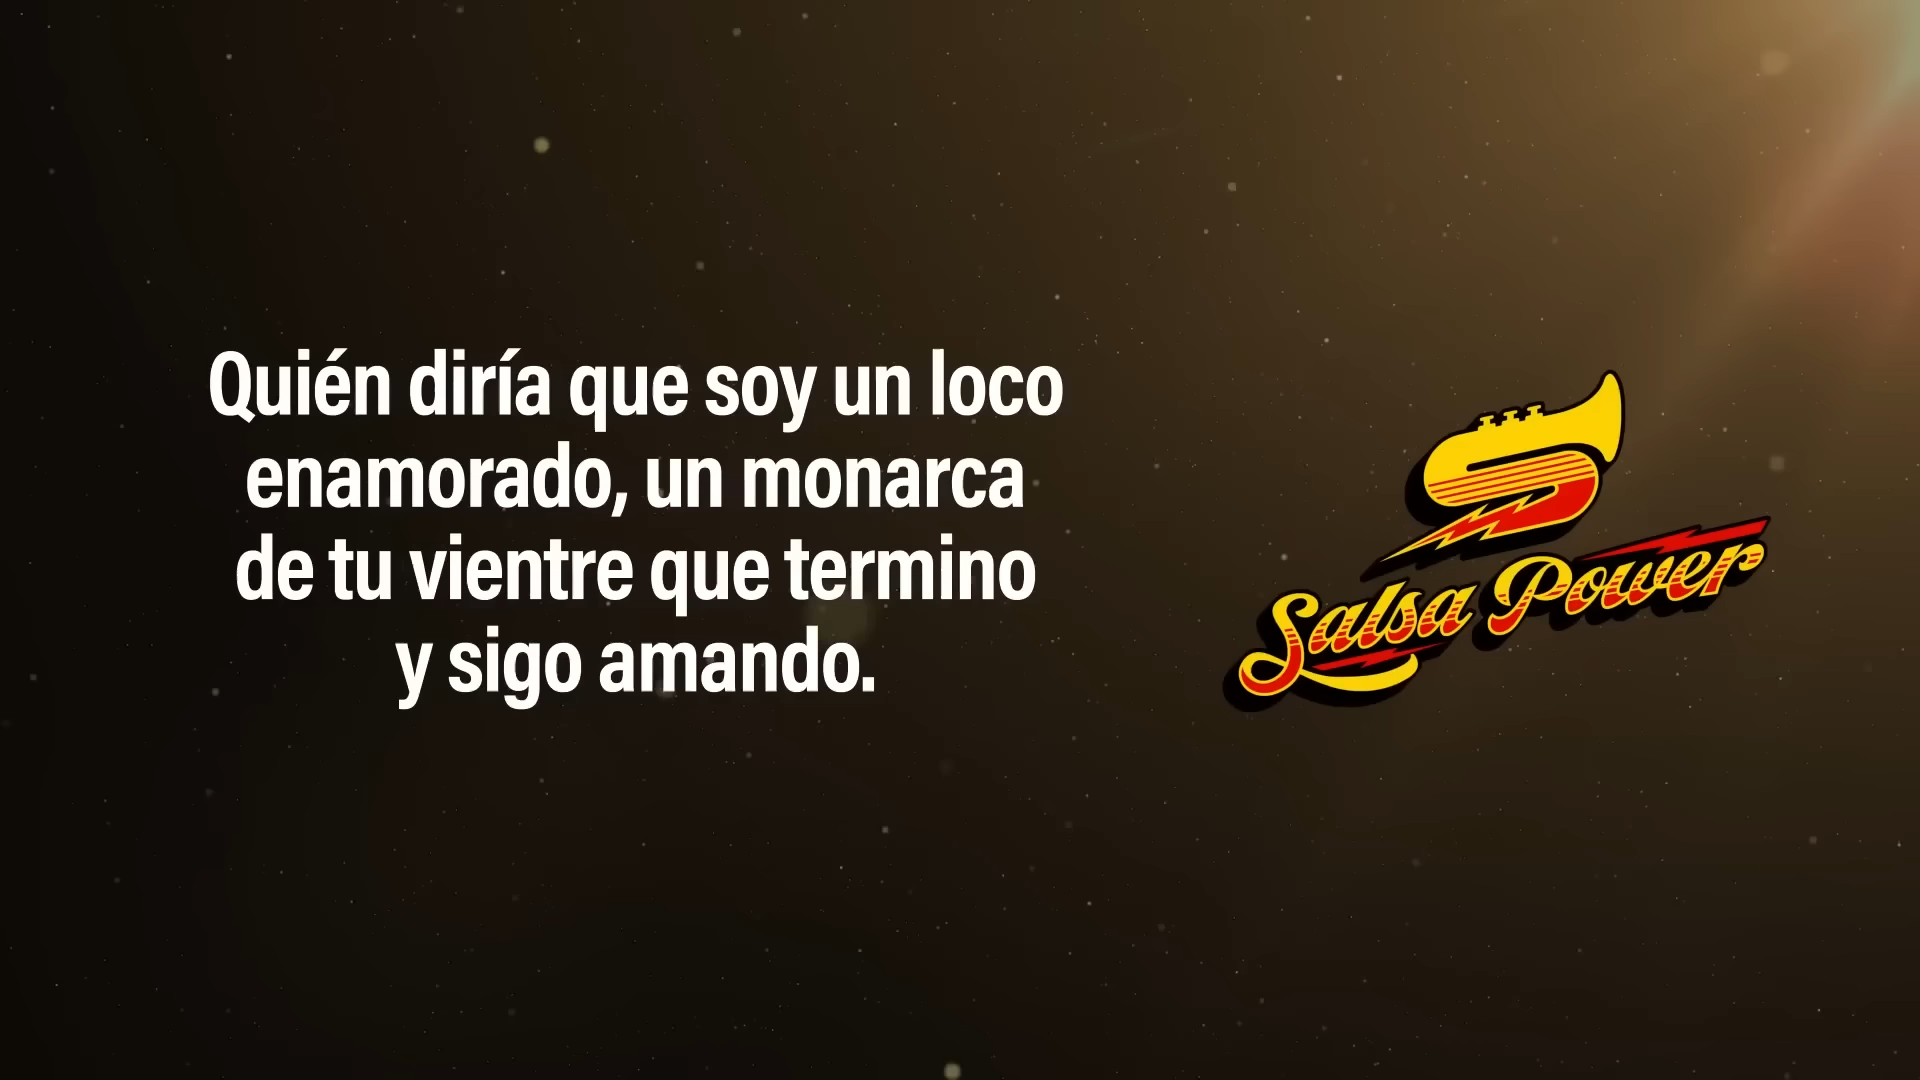 Quién diría que soy un loco
enamorado, un monarca
de tu vientre que termino
y sigo amando.
Salsa Power